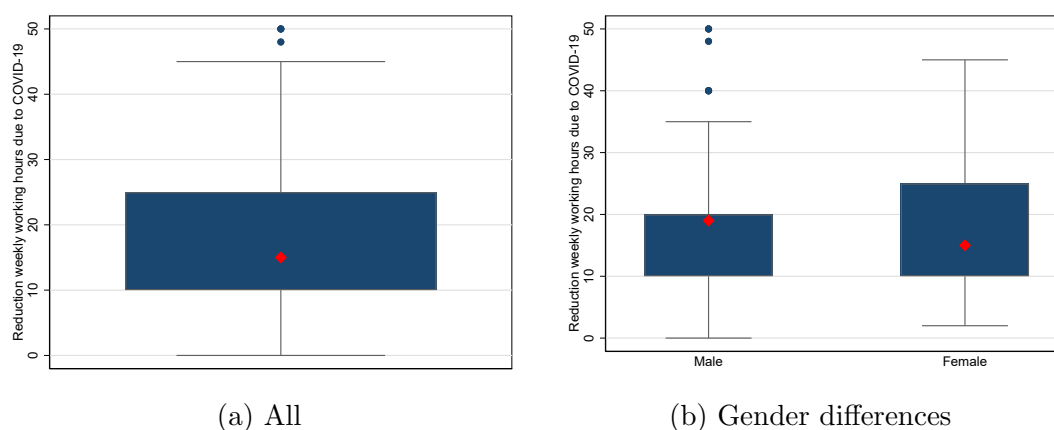 Reduction weekly working hours due to COVID-19
50
40
30
20
10
0
(a) All
Reduction weekly working hours due to COVID-19
50
40
30
20
10
0
Male Female
(b) Gender differences